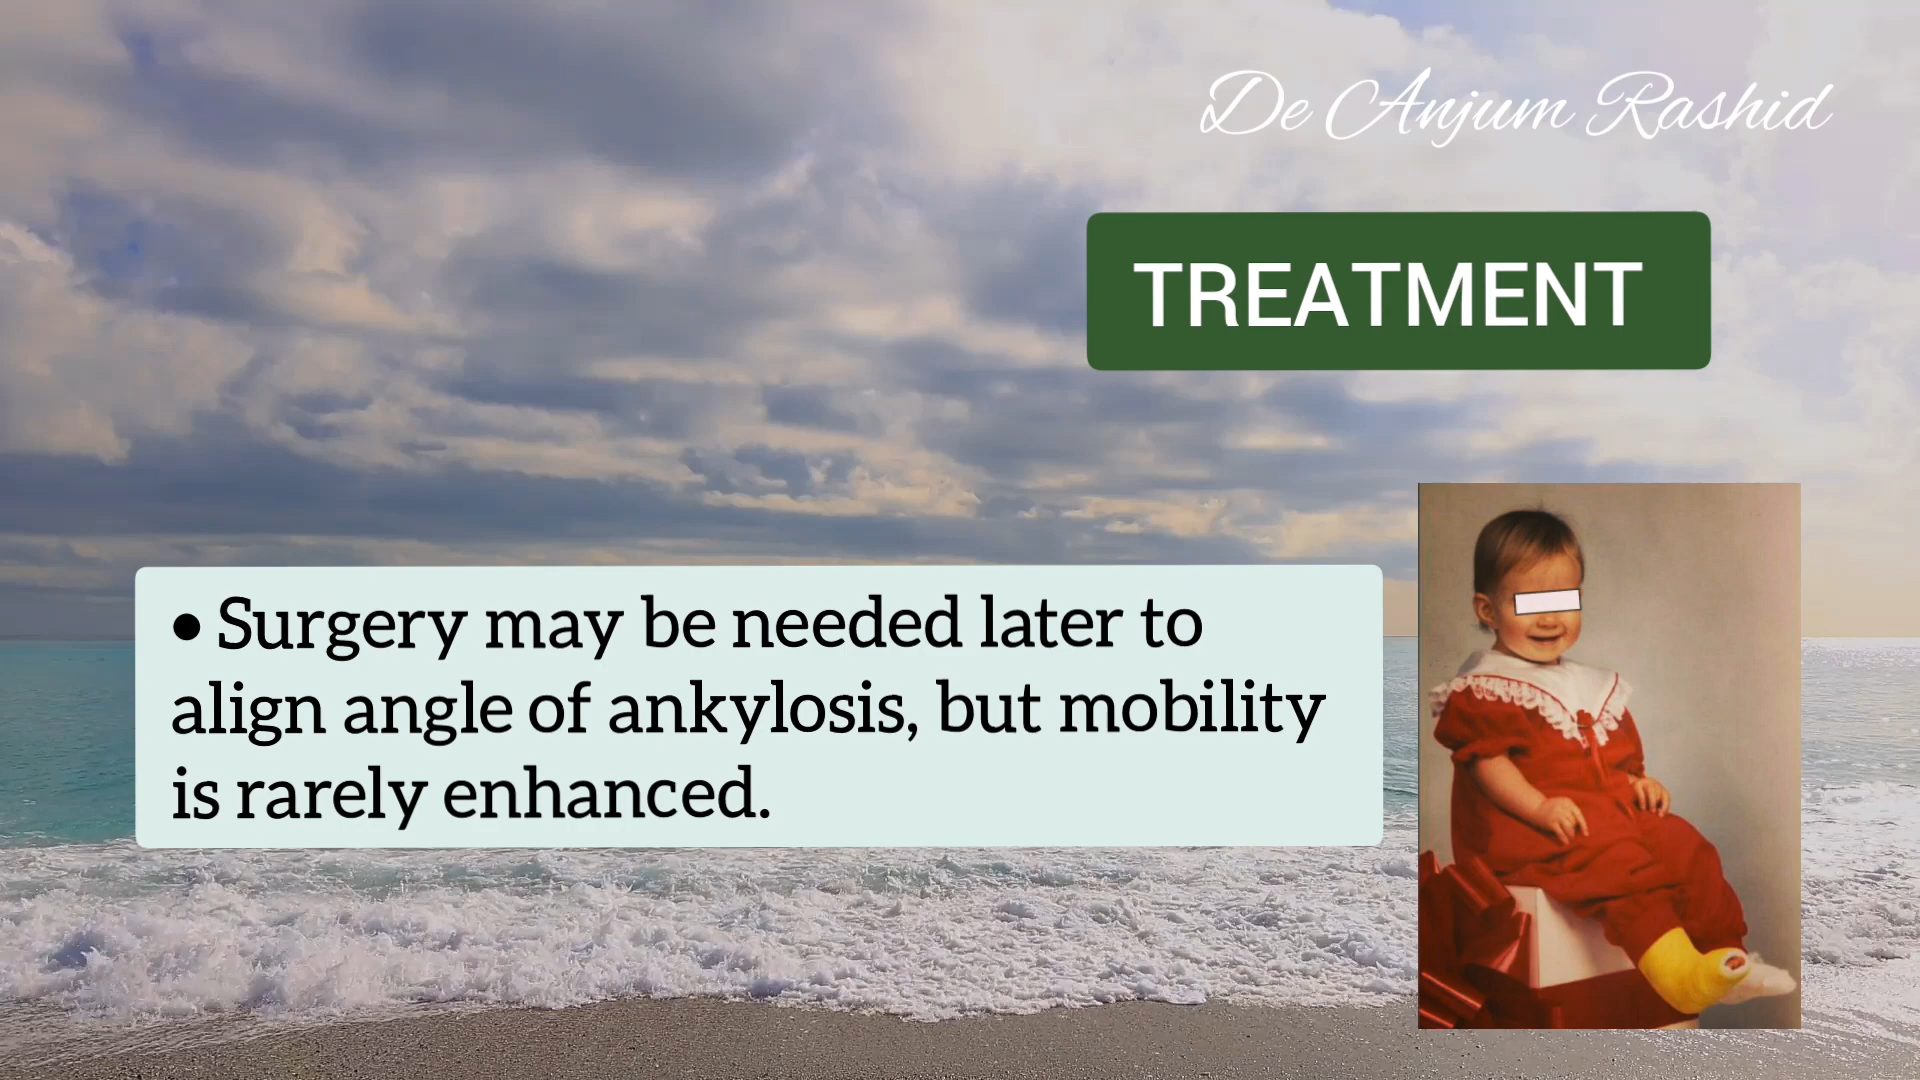 De Anjum Rashid
TREATMENT
• Surgery may be needed later to
align angle of ankylosis, but mobility
is rarely enhanced.